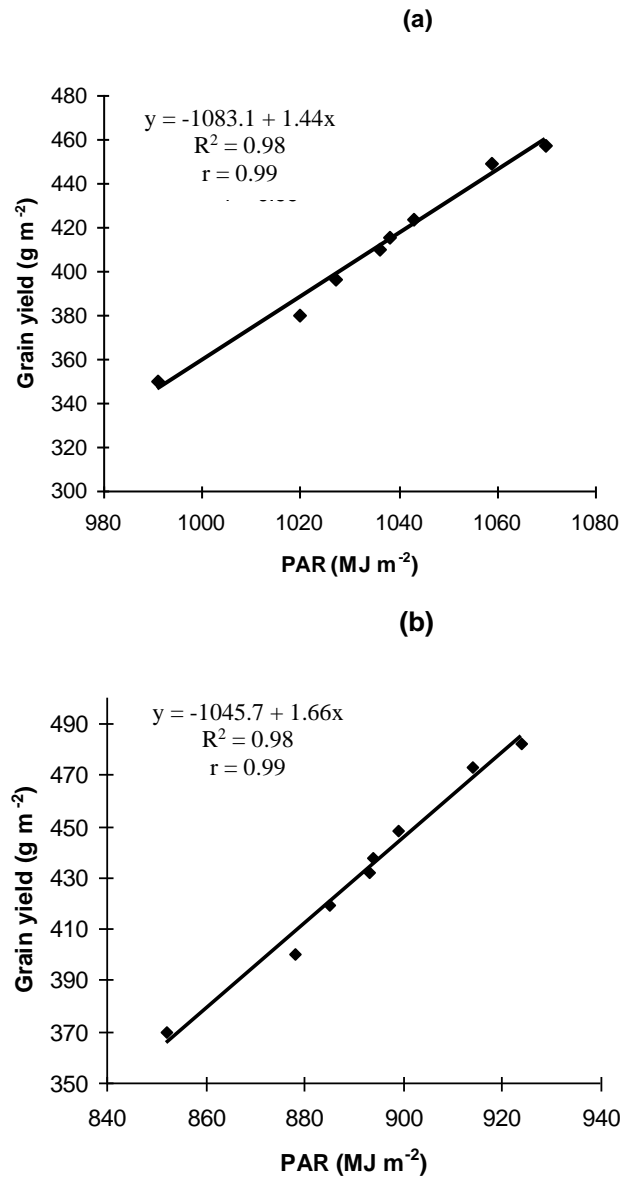 (a)
y = -1083.1 + 1.44x
R² = 0.98
r = 0.99
480
460
440
420
400
380
360
340
320
300
Grain yield (g m⁻²)
980 1000 1020 1040 1060 1080
PAR (MJ m⁻²)
(b)
y = -1045.7 + 1.66x
R² = 0.98
r = 0.99
490
470
450
430
410
390
370
350
Grain yield (g m⁻²)
840 860 880 900 920 940
PAR (MJ m⁻²)